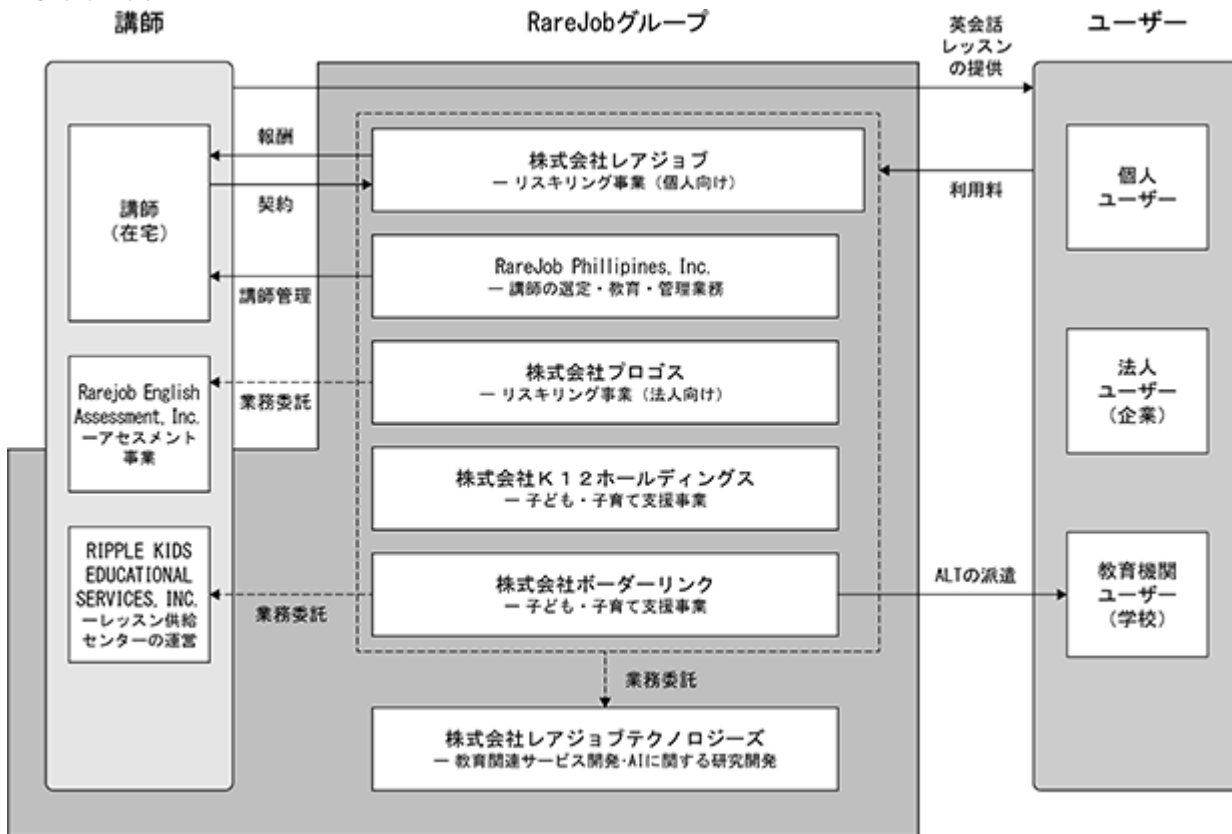 講師
RareJobグループ
ユーザー
英会話
レッスン
の提供
報酬
契約
講師
(在宅)
株式会社レアジョブ
― リスキリング事業（個人向け）
利用料
個人
ユーザー
講師管理
RareJob Phillipines, Inc.
― 講師の選定・教育・管理業務
Rarejob English
Assessment, Inc.
―アセスメント
事業
業務委託
株式会社プロゴス
― リスキリング事業（法人向け）
法人
ユーザー
(企業)
株式会社Ｋ１２ホールディングス
― 子ども・子育て支援事業
RIPPLE KIDS
EDUCATIONAL
SERVICES, INC.
―レッスン供給
センターの運営
業務委託
株式会社ボーダーリンク
― 子ども・子育て支援事業
ALTの派遣
教育機関
ユーザー
(学校)
業務委託
株式会社レアジョブテクノロジーズ
― 教育関連サービス開発・AIに関する研究開発